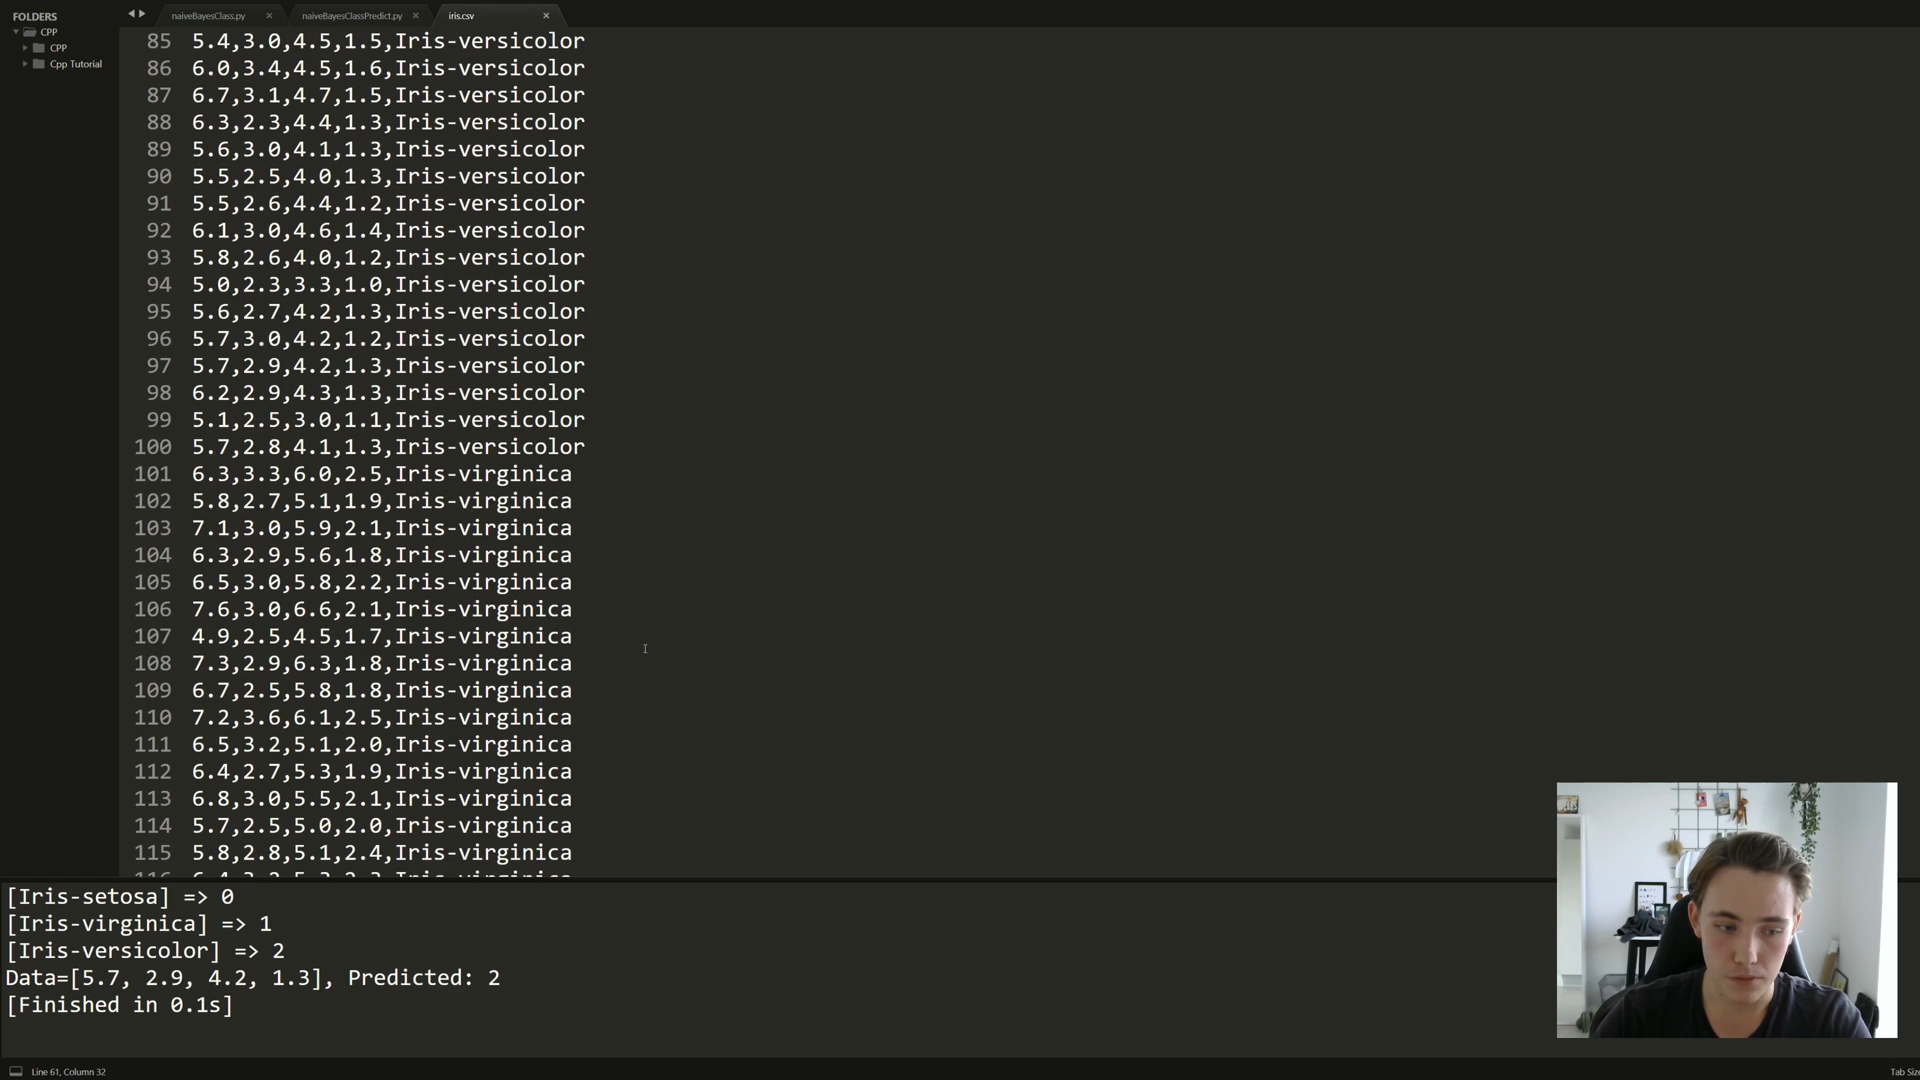 FOLDERS
CPP
CPP
Cpp Tutorial
naiveBayesClass.py
naiveBayesClassPredict.py
iris.csv
85 5.4,3.0,4.5,1.5,Iris-versicolor
86 6.0,3.4,4.5,1.6,Iris-versicolor
87 6.7,3.1,4.7,1.5,Iris-versicolor
88 6.3,2.3,4.4,1.3,Iris-versicolor
89 5.6,3.0,4.1,1.3,Iris-versicolor
90 5.5,2.5,4.0,1.3,Iris-versicolor
91 5.5,2.6,4.4,1.2,Iris-versicolor
92 6.1,3.0,4.6,1.4,Iris-versicolor
93 5.8,2.6,4.0,1.2,Iris-versicolor
94 5.0,2.3,3.3,1.0,Iris-versicolor
95 5.6,2.7,4.2,1.3,Iris-versicolor
96 5.7,3.0,4.2,1.2,Iris-versicolor
97 5.7,2.9,4.2,1.3,Iris-versicolor
98 6.2,2.9,4.3,1.3,Iris-versicolor
99 5.1,2.5,3.0,1.1,Iris-versicolor
100 5.7,2.8,4.1,1.3,Iris-versicolor
101 6.3,3.3,6.0,2.5,Iris-virginica
102 5.8,2.7,5.1,1.9,Iris-virginica
103 7.1,3.0,5.9,2.1,Iris-virginica
104 6.3,2.9,5.6,1.8,Iris-virginica
105 6.5,3.0,5.8,2.2,Iris-virginica
106 7.6,3.0,6.6,2.1,Iris-virginica
107 4.9,2.5,4.5,1.7,Iris-virginica
108 7.3,2.9,6.3,1.8,Iris-virginica
109 6.7,2.5,5.8,1.8,Iris-virginica
110 7.2,3.6,6.1,2.5,Iris-virginica
111 6.5,3.2,5.1,2.0,Iris-virginica
112 6.4,2.7,5.3,1.9,Iris-virginica
113 6.8,3.0,5.5,2.1,Iris-virginica
114 5.7,2.5,5.0,2.0,Iris-virginica
115 5.8,2.8,5.1,2.4,Iris-virginica
[Iris-setosa] => 0
[Iris-virginica] => 1
[Iris-versicolor] => 2
Data=[5.7, 2.9, 4.2, 1.3], Predicted: 2
[Finished in 0.1s]
Line 61, Column 32
Tab Size